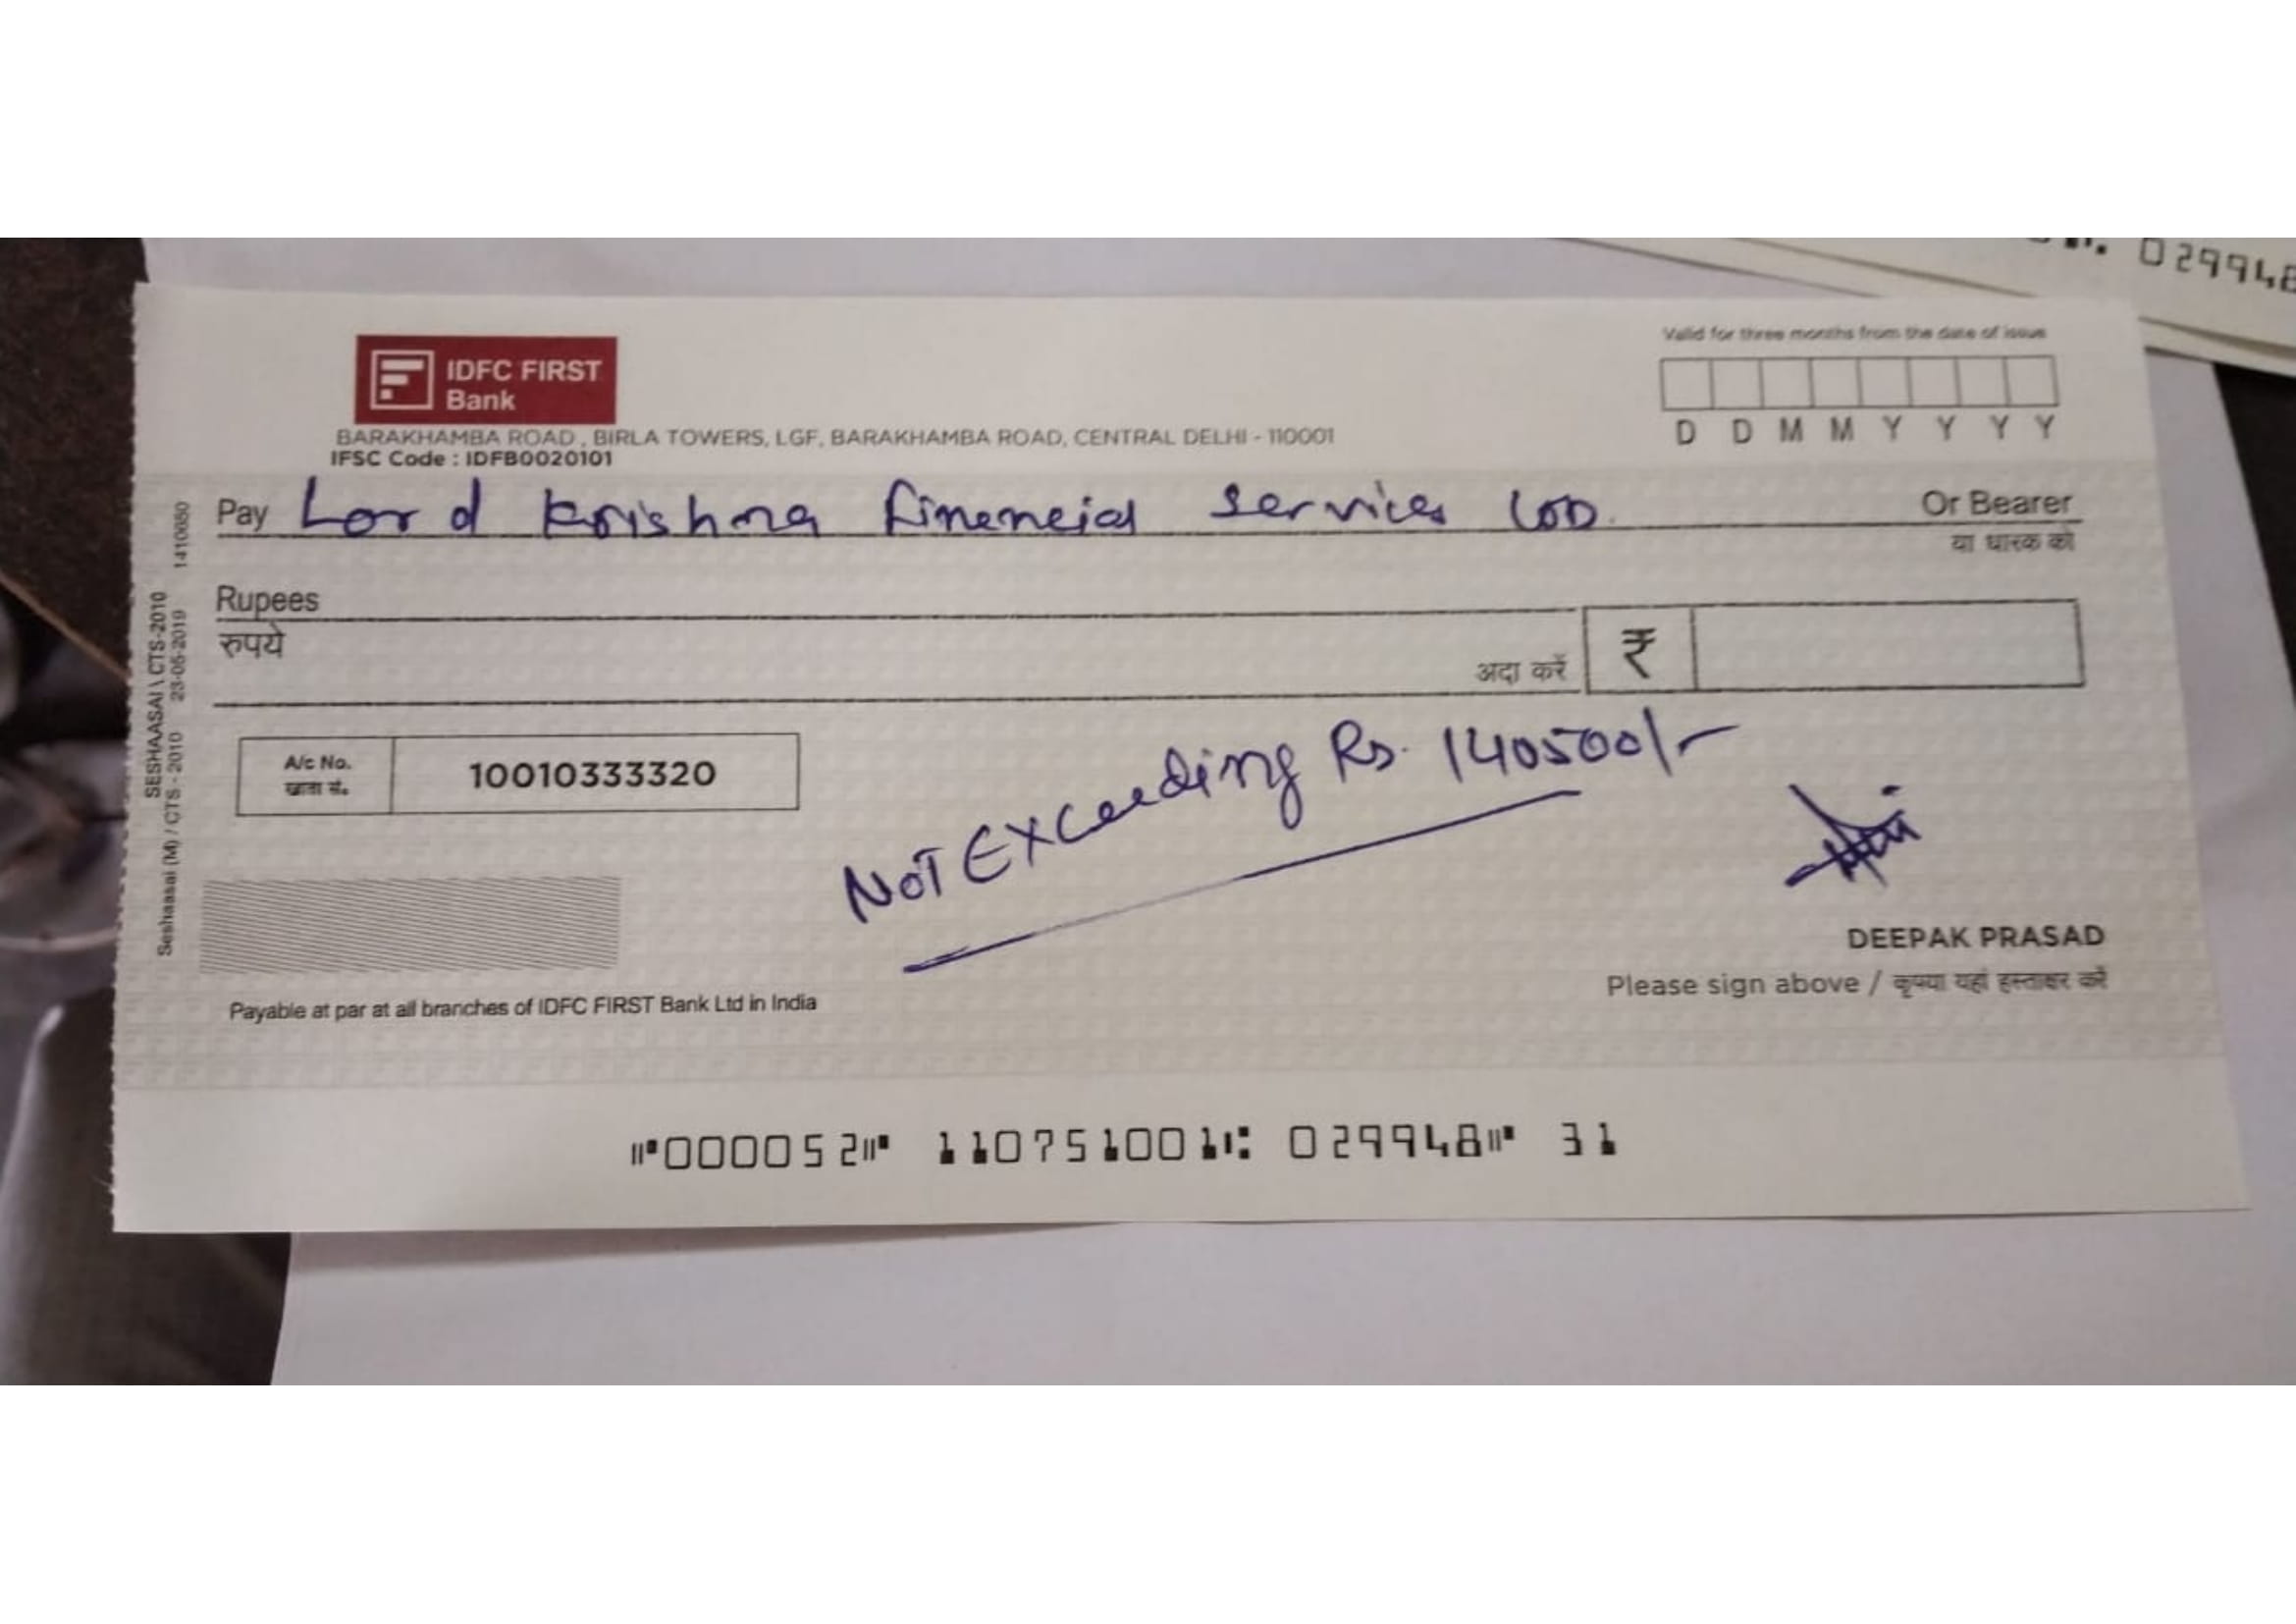 029948
IDFC FIRST
Bank
Valid for three months from the date of issue
D D M M Y Y Y Y
BARAKHAMBA ROAD, BIRLA TOWERS, LGF, BARAKHAMBA ROAD, CENTRAL DELHI - 110001
IFSC Code : IDFB0020101
Pay Lord Krishna Financial Services LTD. Or Bearer
या धारक को
Rupees
रुपये
अदा करें ₹
A/c No. 10010333320
खाता सं.
NOT EXceeding Rs. 140500/-
DEEPAK PRASAD
Please sign above / कृपया यहां हस्ताक्षर करें
Payable at par at all branches of IDFC FIRST Bank Ltd in India
⑈000052⑈ 110751001⑆ 029948⑈ 31
SESHAASAI \ CTS-2010
Seshaasai (M) / CTS - 2010 23-05-2019 1410080